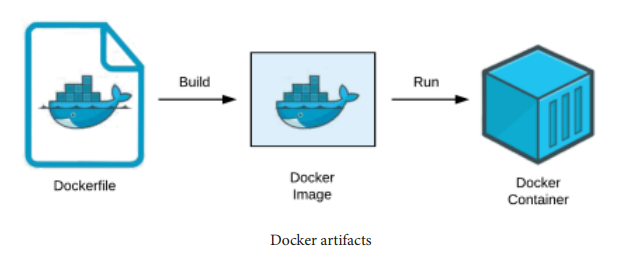 Build
Run
Dockerfile
Docker
Image
Docker
Container
Docker artifacts